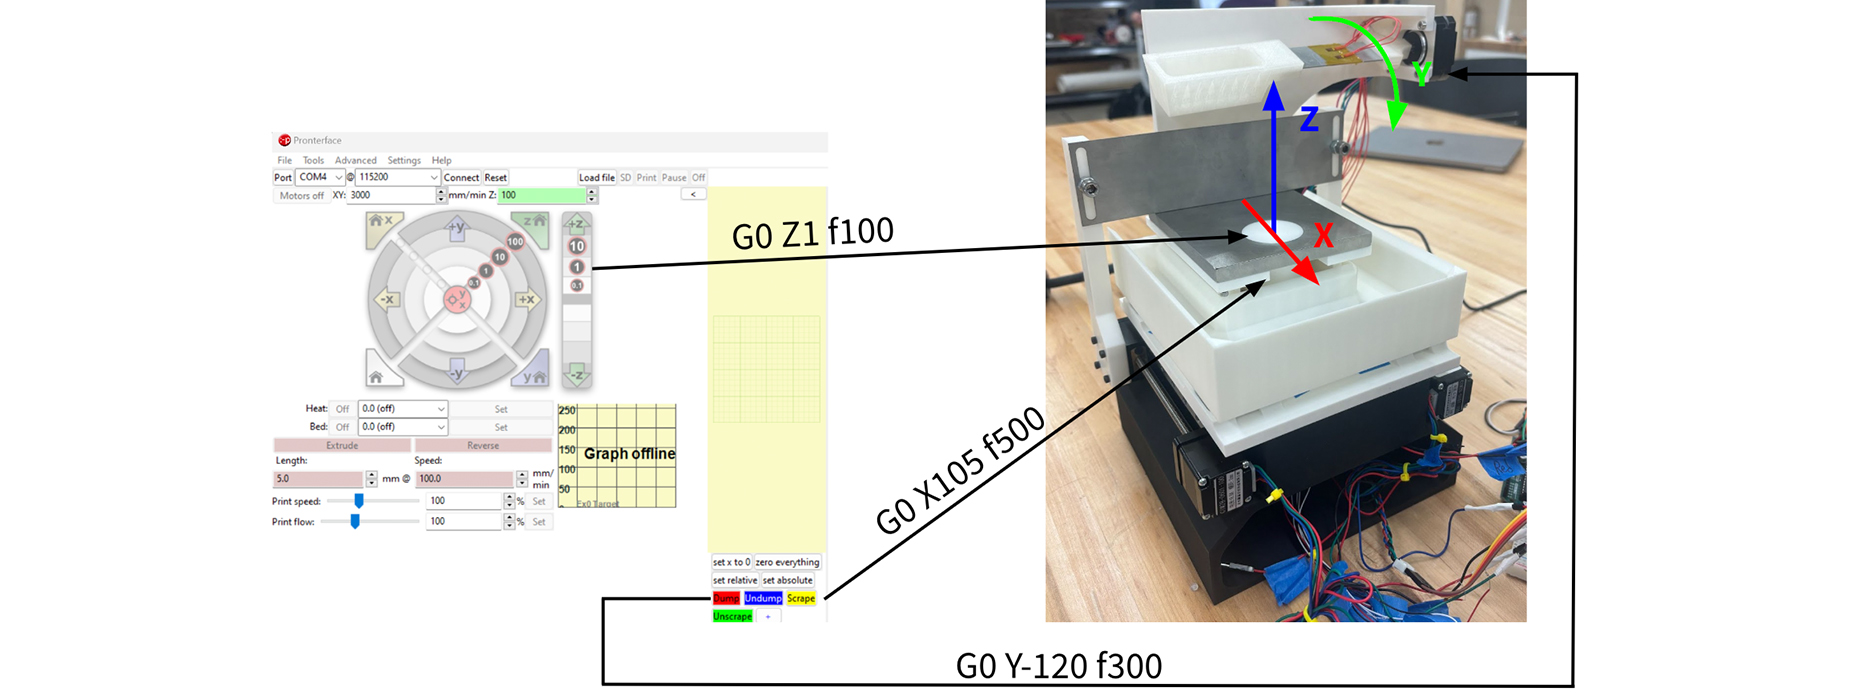 Pronterface
File Tools Advanced Settings Help
Port COM4 @ 115200 Connect Reset Load file SD Print Pause Off
Motors off XY: 3000 mm/min Z: 100 <
x +y z +z
100 10
10 1
1 0.1
0.1
-x y x +x
-y y -z
Heat: Off 0.0 (off) Set
Bed: Off 0.0 (off) Set
Extrude Reverse
Length: Speed:
5.0 mm @ 100.0 mm/
min
Print speed: 100 % Set
Print flow: 100 % Set
250
200
150
100
50
Graph offline
Ex0 Target
set x to 0 zero everything
set relative set absolute
Dump Undump Scrape
Unscrape +
G0 Z1 f100
G0 X105 f500
G0 Y-120 f300
Y
Z
X